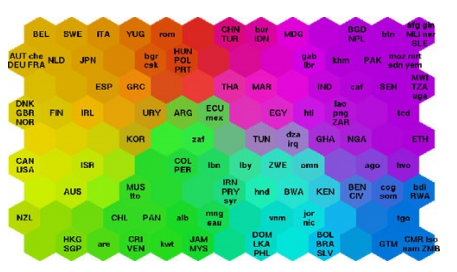 BEL SWE ITA YUG rom CHN TUR bur IDN MDG BGD NPL btn afg gin MLI ner SLE
AUT che DEU FRA NLD JPN bgr csk HUN POL PRT gab lbr khm PAK moz mrt sdn yem
ESP GRC THA MAR IND caf SEN MWI TZA uga
DNK GBR NOR FIN IRL URY ARG ECU mex EGY hti lao png ZAR tcd
KOR zaf TUN dza irq GHA NGA ETH
CAN USA ISR COL PER lbn lby ZWE omn ago hvo
AUS MUS tto IRN PRY syr hnd BWA KEN BEN CIV cog som bdi RWA
NZL CHL PAN alb mng sau vnm jor nic tgo
HKG SGP are CRI VEN kwt JAM MYS DOM LKA PHL BOL BRA SLV GTM CMR lso nam ZMB